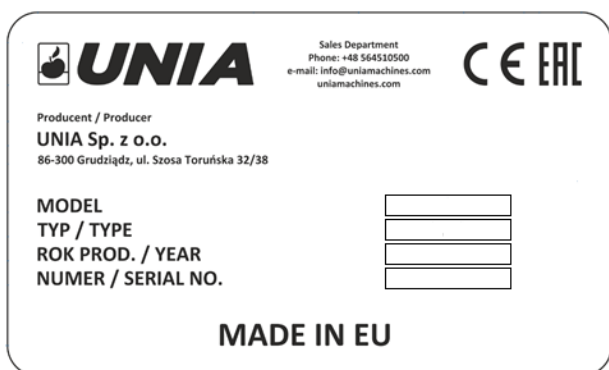 UNIA
Sales Department
Phone: +48 564510500
e-mail: info@uniamachines.com
uniamachines.com
CE EAC
Producent / Producer
UNIA Sp. z o.o.
86-300 Grudziądz, ul. Szosa Toruńska 32/38
MODEL
TYP / TYPE
ROK PROD. / YEAR
NUMER / SERIAL NO.
MADE IN EU